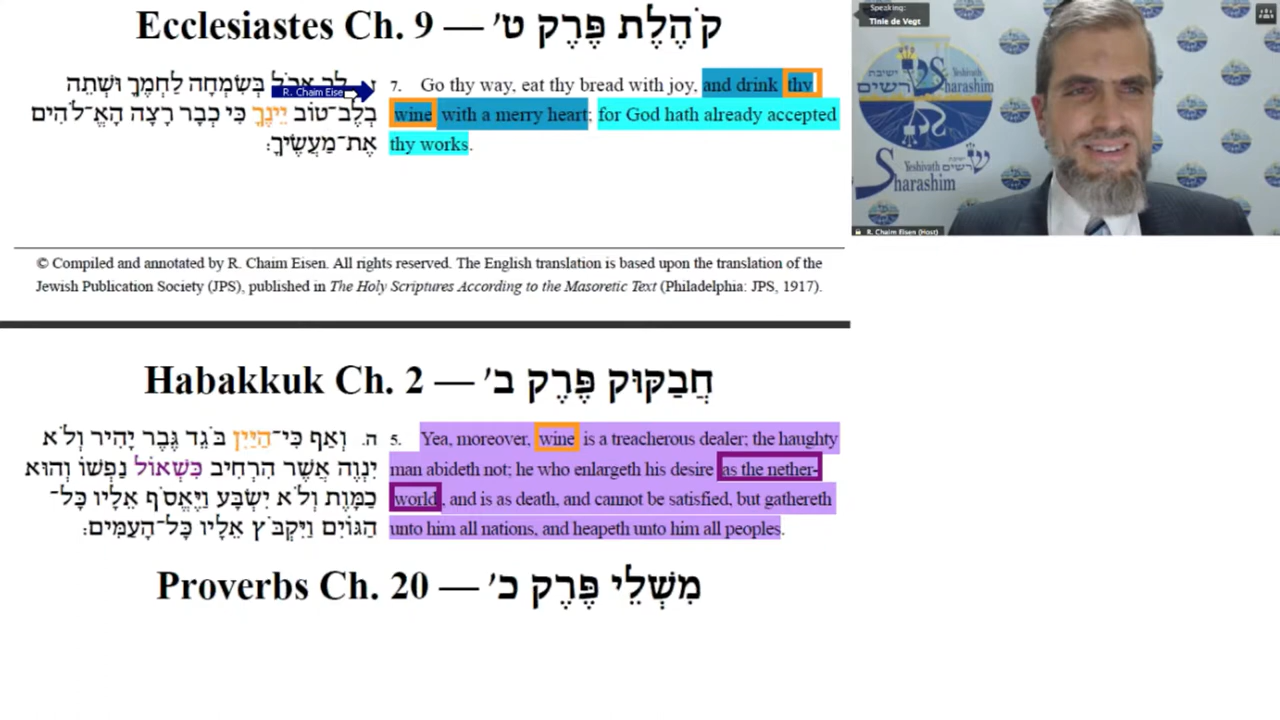 Ecclesiastes Ch. 9 — קֹהֶלֶת פֶּרֶק ט׳
בְּשִׂמְחָה לַחְמֶךָ וּשְׁתֵה
בְלֶב־טוֹב יֵינֶךָ כִּי כְבָר רָצָה הָאֱ־לֹהִים
אֶת־מַעֲשֶׂיךָ׃
R. Chaim Eise
7. Go thy way, eat thy bread with joy, and drink thy
wine with a merry heart; for God hath already accepted
thy works.
© Compiled and annotated by R. Chaim Eisen. All rights reserved. The English translation is based upon the translation of the
Jewish Publication Society (JPS), published in The Holy Scriptures According to the Masoretic Text (Philadelphia: JPS, 1917).
Habakkuk Ch. 2 — חֲבַקּוּק פֶּרֶק ב׳
ה. וְאַף כִּי־הַיַּיִן בֹּגֵד גֶּבֶר יָהִיר וְלֹא
יִנְוֶה אֲשֶׁר הִרְחִיב כִּשְׁאוֹל נַפְשׁוֹ וְהוּא
כַמָּוֶת וְלֹא יִשְׂבָּע וַיֶּאֱסֹף אֵלָיו כָּל־
הַגּוֹיִם וַיִּקְבֹּץ אֵלָיו כָּל־הָעַמִּים׃
5. Yea, moreover, wine is a treacherous dealer; the haughty
man abideth not; he who enlargeth his desire as the nether-
world, and is as death, and cannot be satisfied, but gathereth
unto him all nations, and heapeth unto him all peoples.
Proverbs Ch. 20 — מִשְׁלֵי פֶּרֶק כ׳
Speaking:
Tinie de Vegt
ישיבת
שרשים
Sharashim
Yeshivath
Sharashim
R. Chaim Eisen (Host)